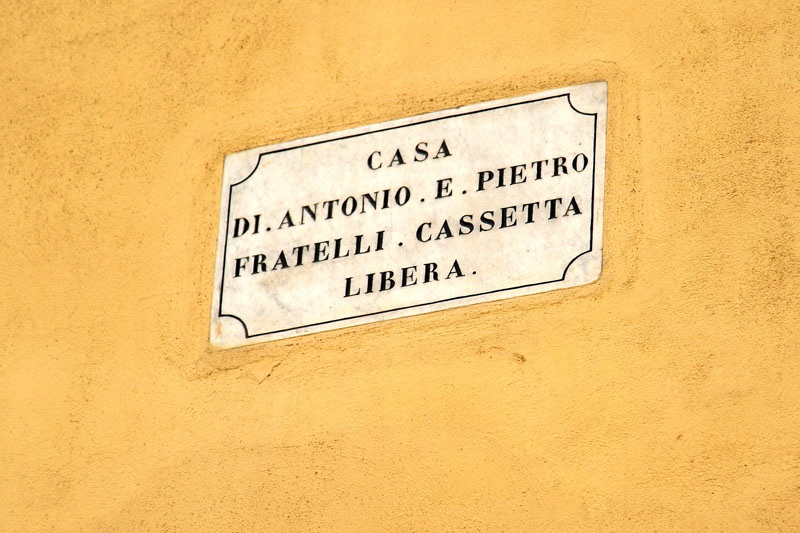 CASA
DI . ANTONIO . E . PIETRO
FRATELLI . CASSETTA
LIBERA .